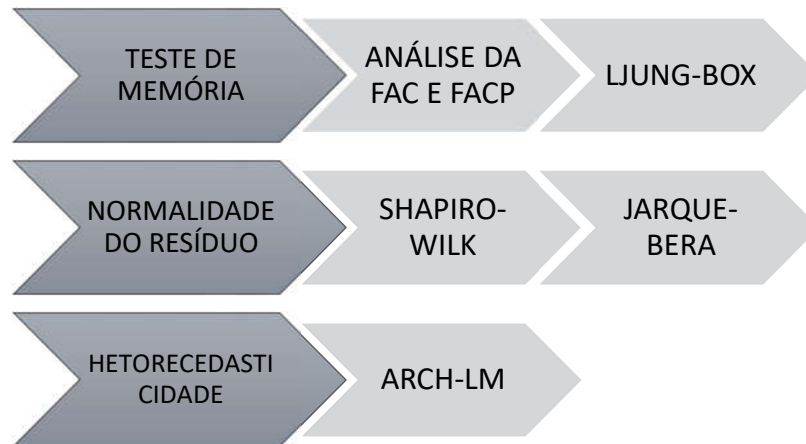 TESTE DE
MEMÓRIA
ANÁLISE DA
FAC E FACP
LJUNG-BOX
NORMALIDADE
DO RESÍDUO
SHAPIRO-
WILK
JARQUE-
BERA
HETORECEDASTI
CIDADE
ARCH-LM